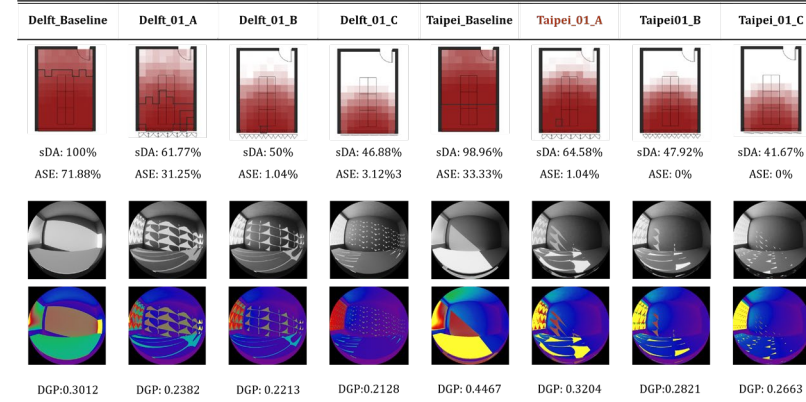 Delft_Baseline Delft_01_A Delft_01_B Delft_01_C Taipei_Baseline Taipei_01_A Taipei01_B Taipei_01_C
sDA: 100% sDA: 61.77% sDA: 50% sDA: 46.88% sDA: 98.96% sDA: 64.58% sDA: 47.92% sDA: 41.67%
ASE: 71.88% ASE: 31.25% ASE: 1.04% ASE: 3.12%3 ASE: 33.33% ASE: 1.04% ASE: 0% ASE: 0%
DGP:0.3012 DGP: 0.2382 DGP: 0.2213 DGP:0.2128 DGP: 0.4467 DGP: 0.3204 DGP:0.2821 DGP: 0.2663